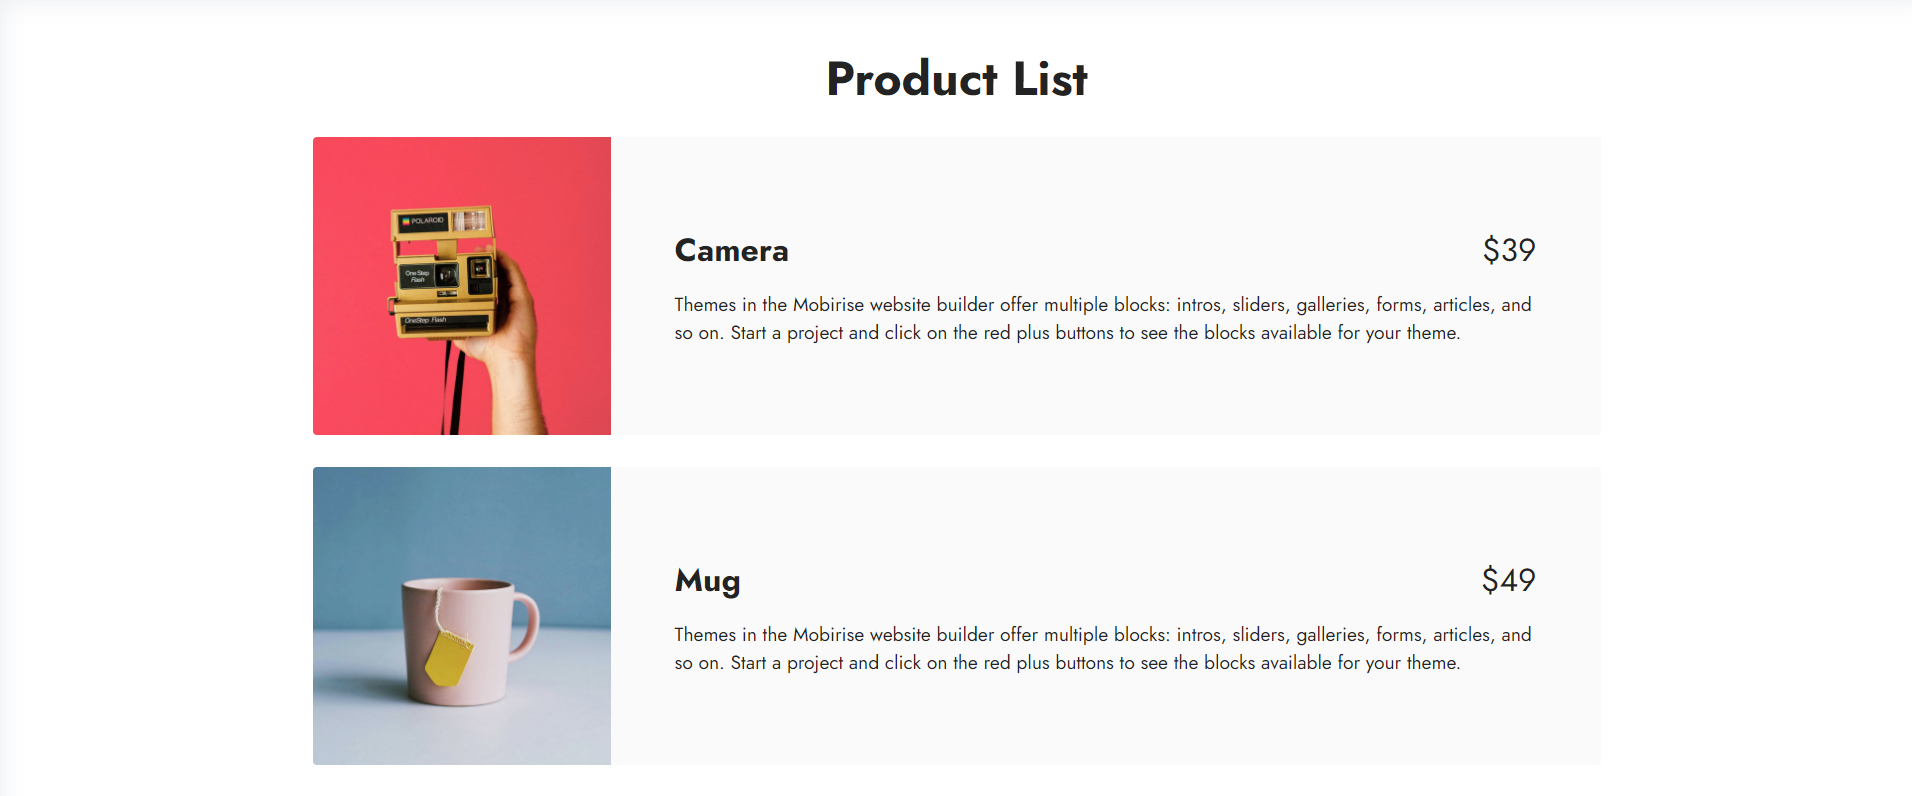 Product List
POLAROID
OneStep
Flash
OneStep Flash
Camera
$39
Themes in the Mobirise website builder offer multiple blocks: intros, sliders, galleries, forms, articles, and
so on. Start a project and click on the red plus buttons to see the blocks available for your theme.
Mug
$49
Themes in the Mobirise website builder offer multiple blocks: intros, sliders, galleries, forms, articles, and
so on. Start a project and click on the red plus buttons to see the blocks available for your theme.